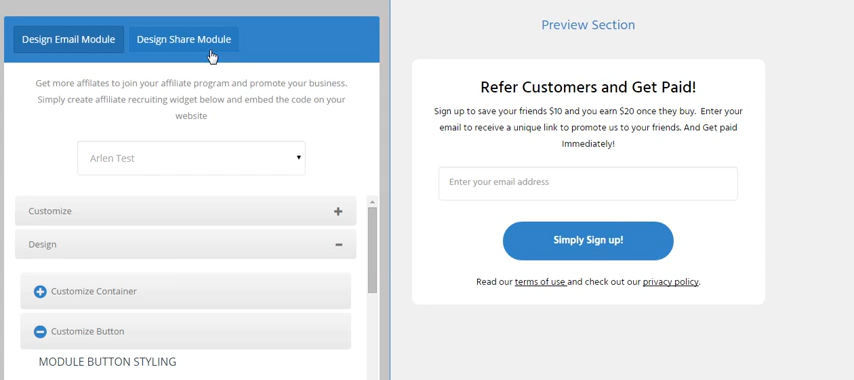 Design Email Module
Design Share Module
Get more affilates to join your affiliate program and promote your business.
Simply create affiliate recruiting widget below and embed the code on your
website
Arlen Test
Customize
Design
Customize Container
Customize Button
MODULE BUTTON STYLING
Preview Section
Refer Customers and Get Paid!
Sign up to save your friends $10 and you earn $20 once they buy. Enter your
email to receive a unique link to promote us to your friends. And Get paid
Immediately!
Enter your email address
Simply Sign up!
Read our terms of use and check out our privacy policy.